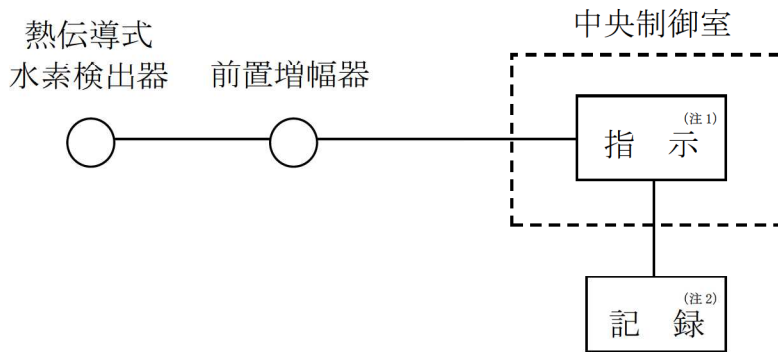 中央制御室
熱伝導式
水素検出器
前置増幅器
指 示 (注1)
記 録 (注2)